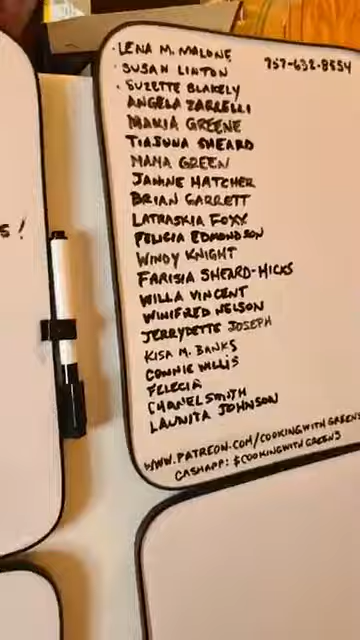 S!
757-632-8554
· LENA M. MALONE
· SUSAN LINTON
· SUZETTE BLAKELY
ANGELA ZARRELLI
MARIA GREENE
TIAJUNA SHEARD
MAMA GREEN
JANINE HATCHER
BRIAN GARRETT
LATRASKIA FOXX
FELICIA EDMONDSON
WINDY KNIGHT
FARISIA SHEARD-HICKS
WILLA VINCENT
WINIFRED NELSON
JERRYDETTE JOSEPH
KISA M. BANKS
CONNIE WILLIS
FELECIA
CHANEL SMITH
LAUNITA JOHNSON
WWW.PATREON.COM/COOKINGWITHGREENS
CASHAPP: $COOKINGWITHGREENS